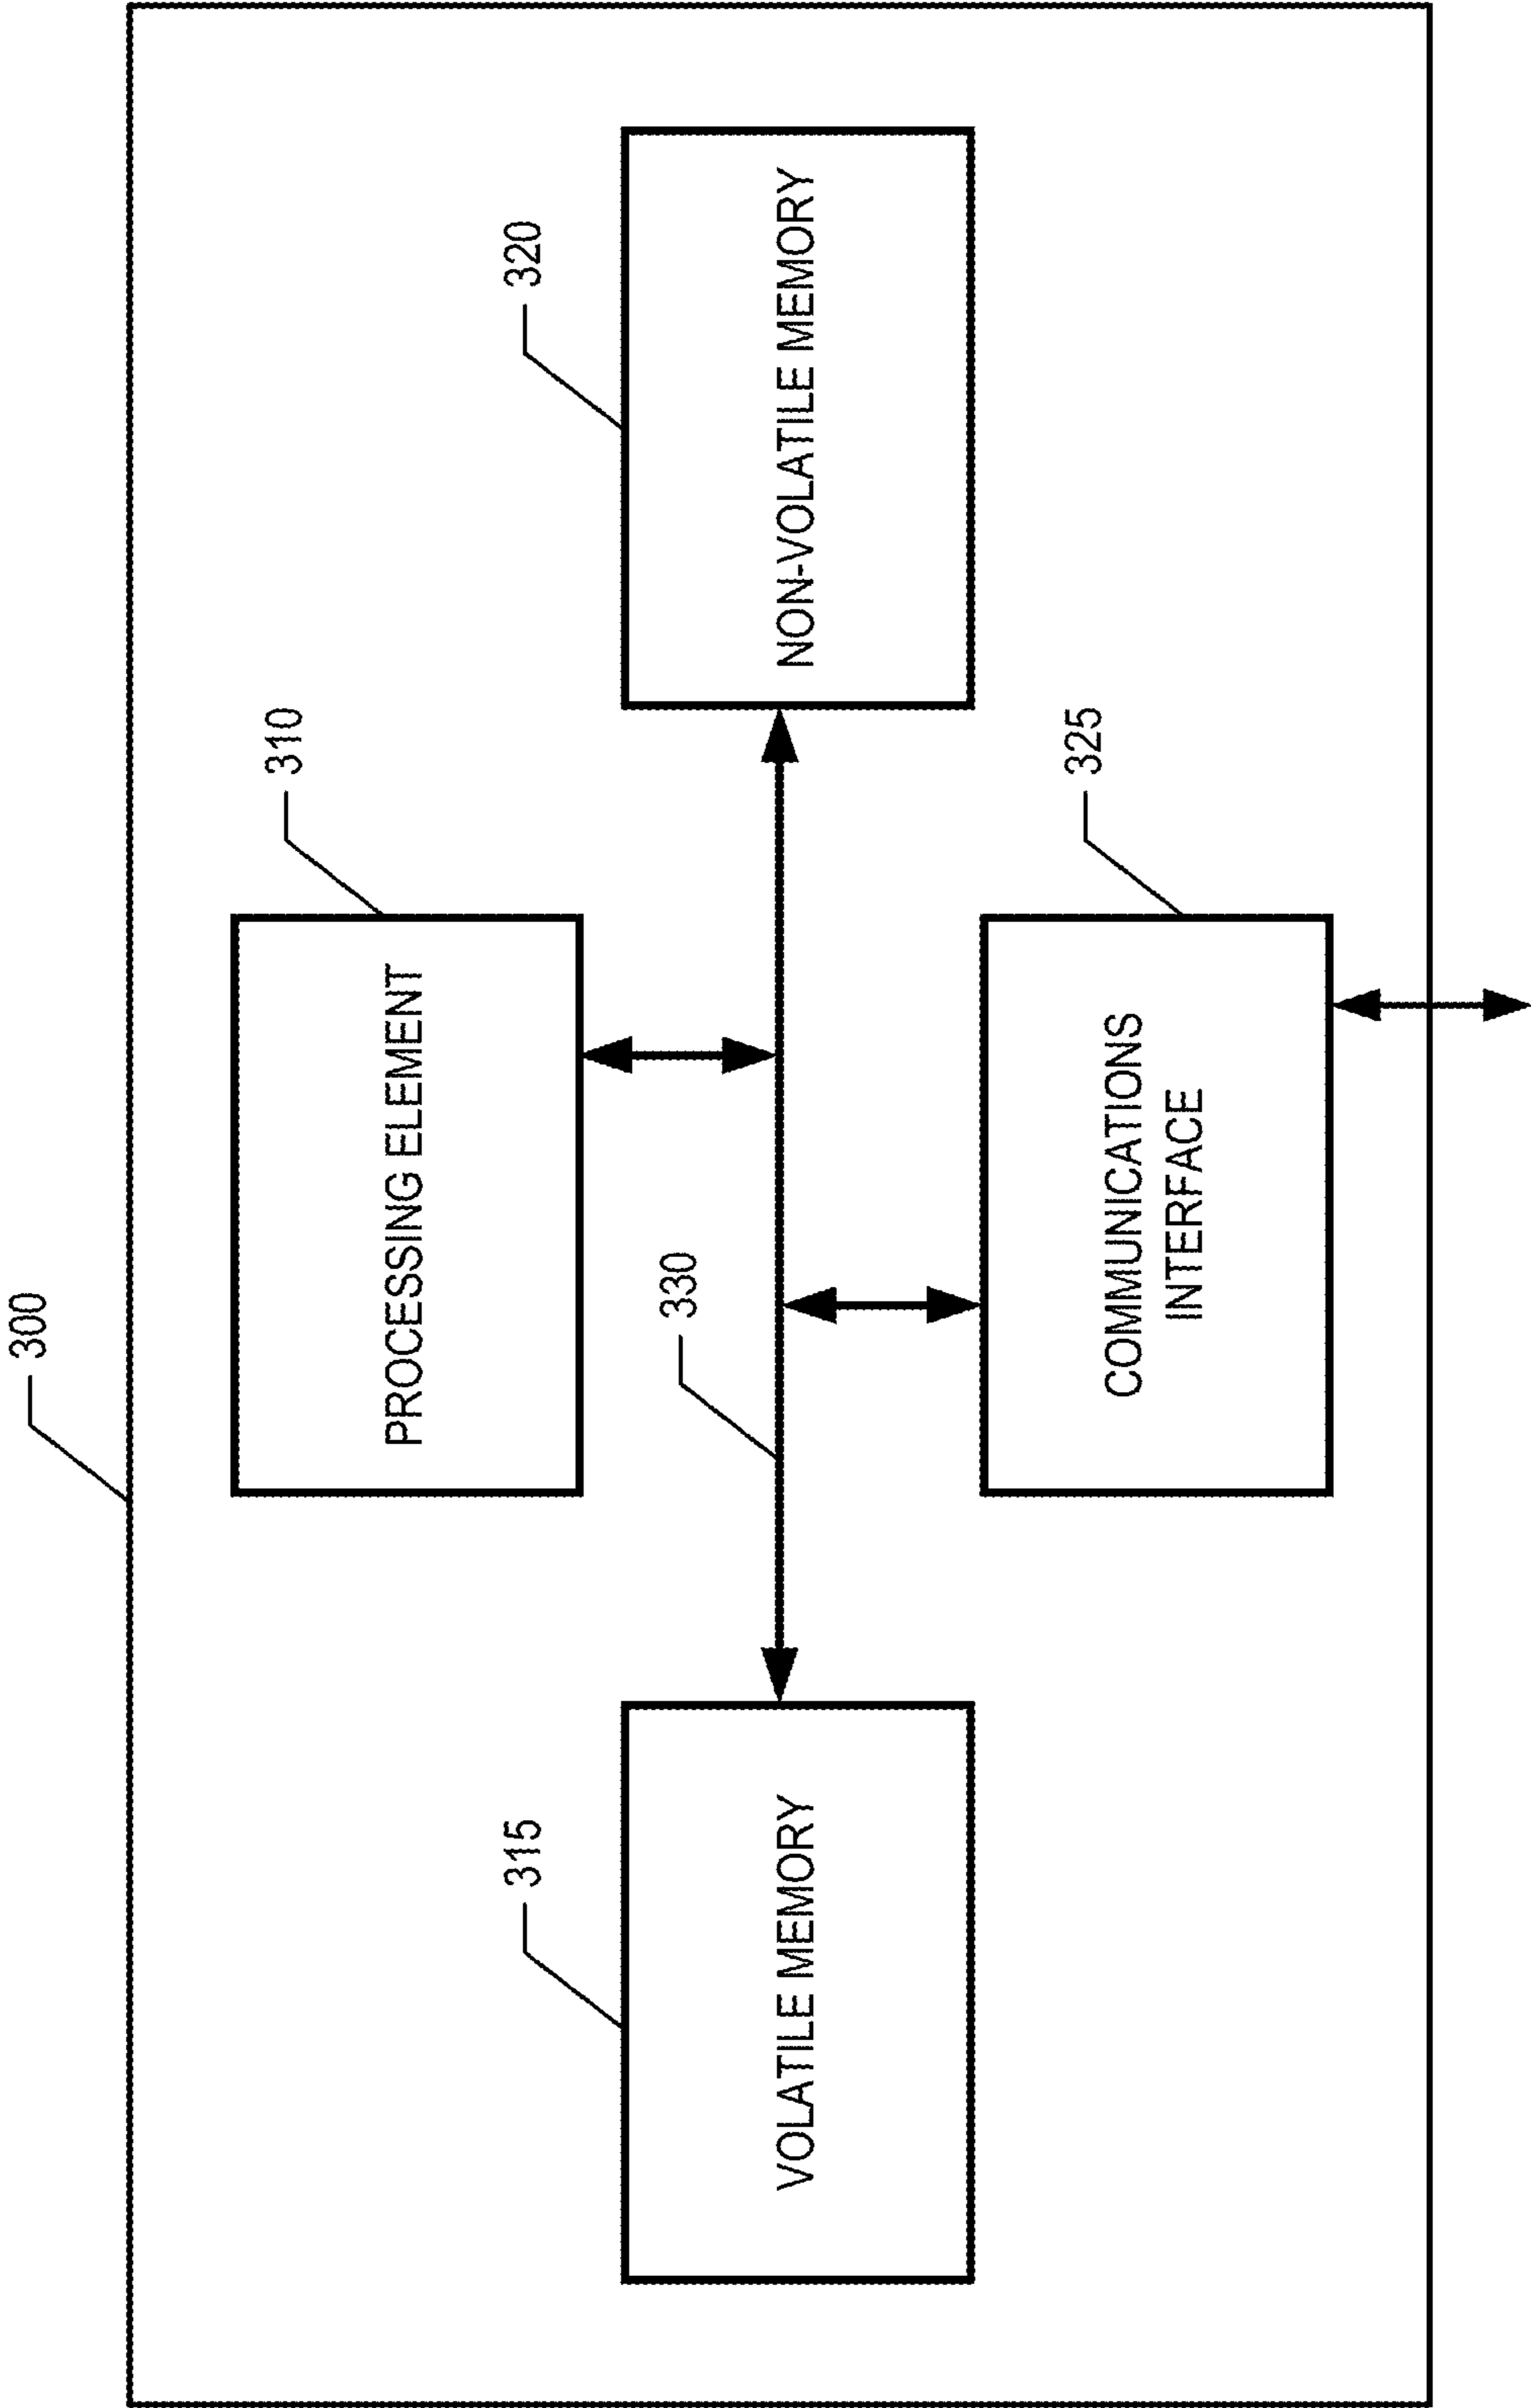 300
310
PROCESSING ELEMENT
315
VOLATILE MEMORY
330
320
NON-VOLATILE MEMORY
325
COMMUNICATIONS
INTERFACE